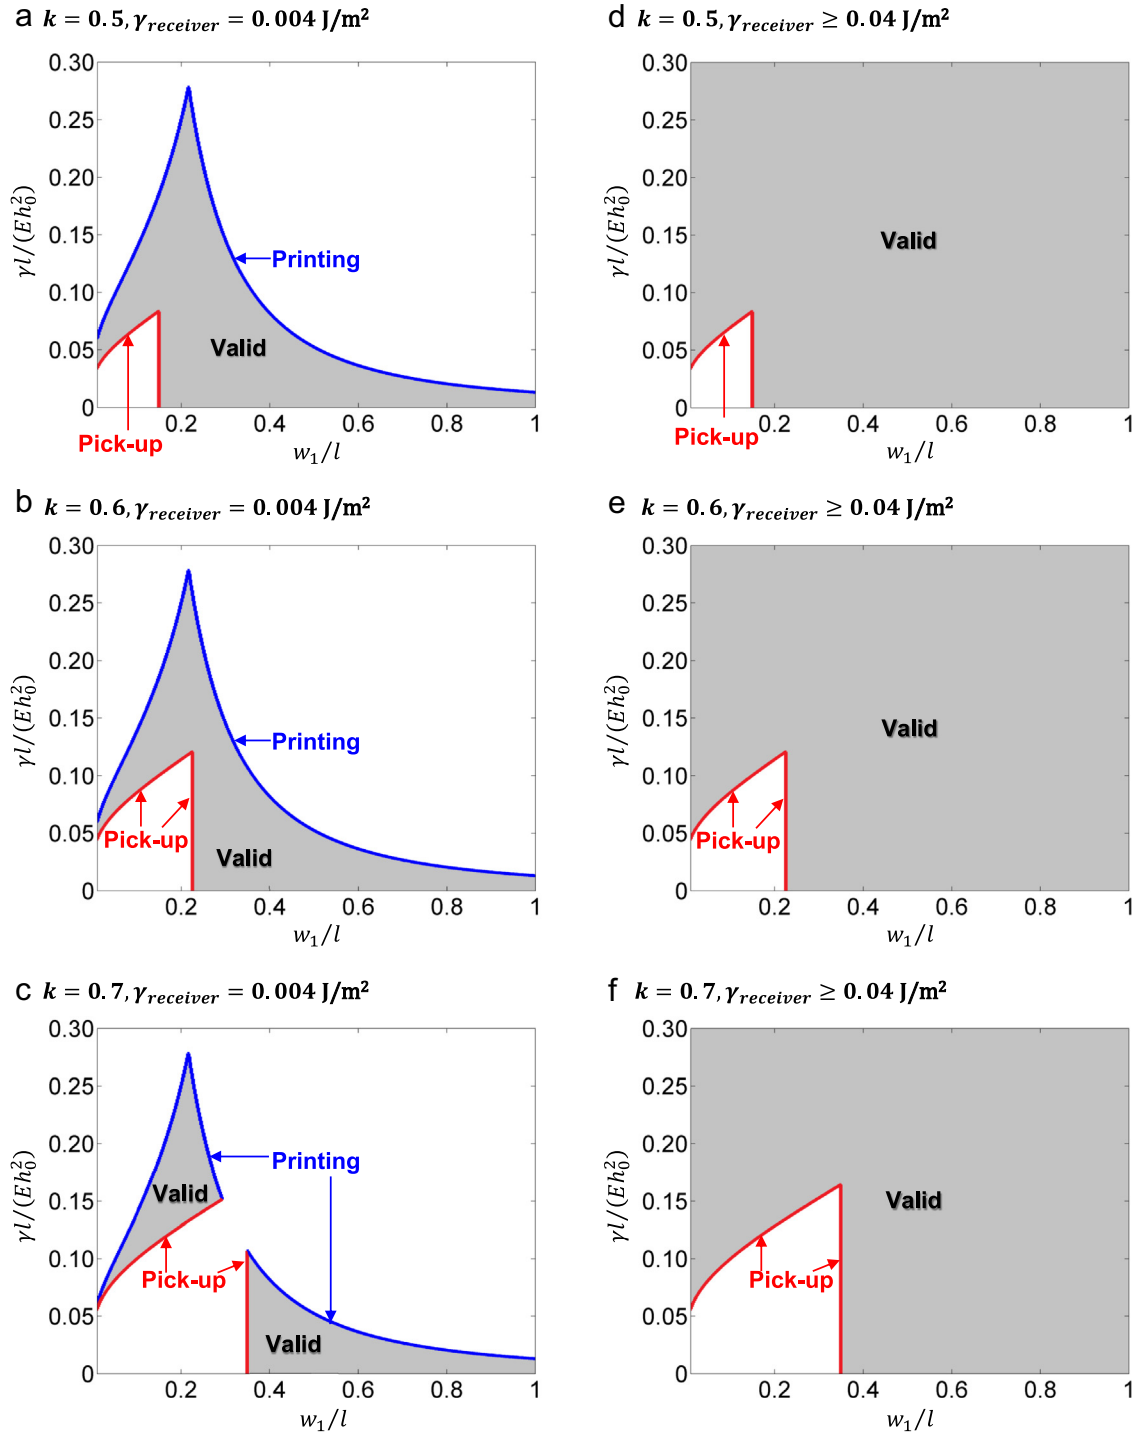 a k = 0.5, γreceiver = 0.004 J/m²
0.30
0.25
0.20
0.15
0.10
0.05
0
γl/(Eh₀²)
Printing
Valid
Pick-up
0.2 0.4 0.6 0.8 1
w₁/l
d k = 0.5, γreceiver ≥ 0.04 J/m²
0.30
0.25
0.20
0.15
0.10
0.05
0
γl/(Eh₀²)
Valid
Pick-up
0.2 0.4 0.6 0.8 1
w₁/l
b k = 0.6, γreceiver = 0.004 J/m²
0.30
0.25
0.20
0.15
0.10
0.05
0
γl/(Eh₀²)
Printing
Pick-up
Valid
0.2 0.4 0.6 0.8 1
w₁/l
e k = 0.6, γreceiver ≥ 0.04 J/m²
0.30
0.25
0.20
0.15
0.10
0.05
0
γl/(Eh₀²)
Valid
Pick-up
0.2 0.4 0.6 0.8 1
w₁/l
c k = 0.7, γreceiver = 0.004 J/m²
0.30
0.25
0.20
0.15
0.10
0.05
0
γl/(Eh₀²)
Printing
Valid
Pick-up
Valid
0.2 0.4 0.6 0.8 1
w₁/l
f k = 0.7, γreceiver ≥ 0.04 J/m²
0.30
0.25
0.20
0.15
0.10
0.05
0
γl/(Eh₀²)
Valid
Pick-up
0.2 0.4 0.6 0.8 1
w₁/l